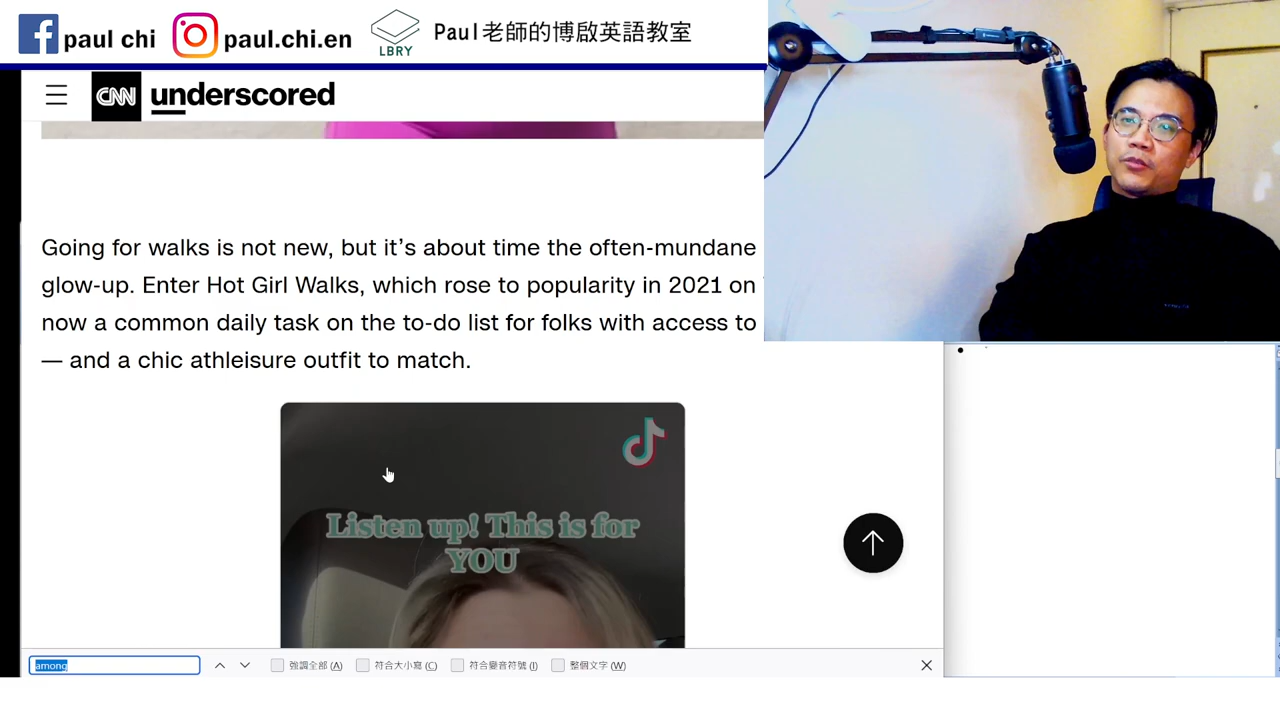 paul chi
paul.chi.en
LBRY
Paul老師的博啟英語教室
CNN underscored
Going for walks is not new, but it's about time the often-mundane
glow-up. Enter Hot Girl Walks, which rose to popularity in 2021 on
now a common daily task on the to-do list for folks with access to
— and a chic athleisure outfit to match.
Listen up! This is for
YOU
among
強調全部 (A)
符合大小寫 (C)
符合變音符號 (I)
整個文字 (W)